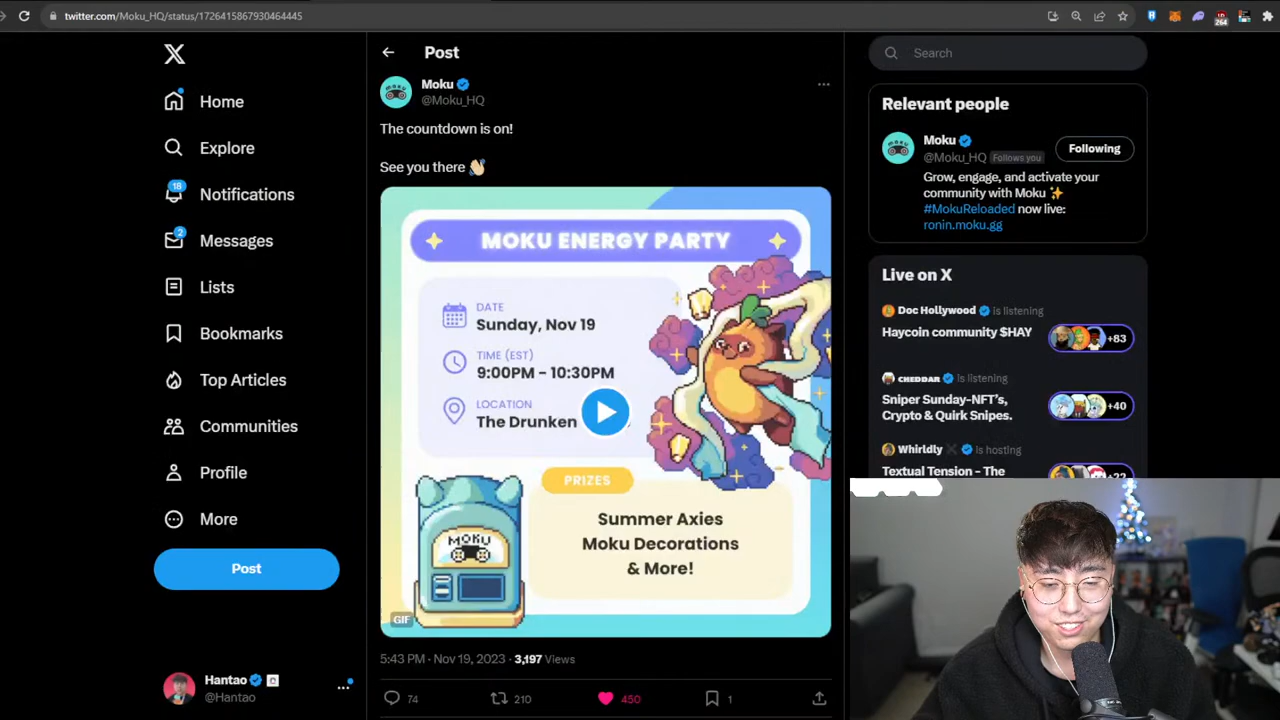 twitter.com/Moku_HQ/status/1726415867930464445
264
Home
Explore
18
Notifications
2
Messages
Lists
Bookmarks
Top Articles
Communities
Profile
More
Post
Hantao
@Hantao
Post
Moku
@Moku_HQ
The countdown is on!
See you there
MOKU ENERGY PARTY
DATE
Sunday, Nov 19
TIME (EST)
9:00PM - 10:30PM
LOCATION
The Drunken
PRIZES
Summer Axies
Moku Decorations
& More!
MOKU
GIF
5:43 PM · Nov 19, 2023 · 3,197 Views
74
210
450
1
Search
Relevant people
Moku
@Moku_HQ Follows you
Following
Grow, engage, and activate your
community with Moku
#MokuReloaded now live:
ronin.moku.gg
Live on X
Doc Hollywood is listening
Haycoin community $HAY
+83
CHEDDAR is listening
Sniper Sunday-NFT's,
Crypto & Quirk Snipes.
+40
Whirldly is hosting
Textual Tension - The